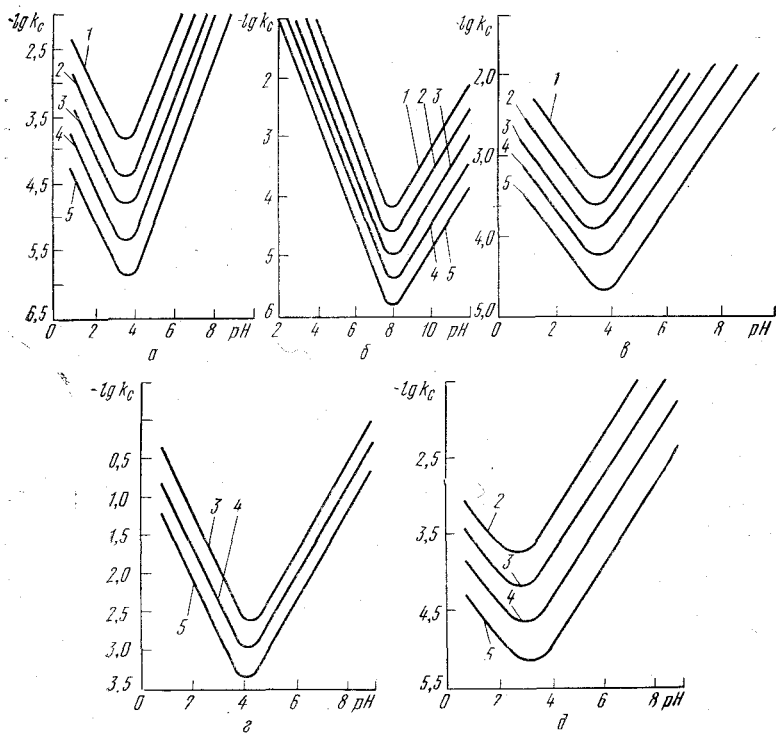 -lg k_c
2,5
3,5
4,5
5,5
6,5
1
2
3
4
5
0 2 4 6 8 pH
а
-lg k_c
2
3
4
5
6
1 2 3
4 5
2 4 6 8 10 pH
б
-lg k_c
2,0
3,0
4,0
5,0
1
2
3
4
5
0 2 4 6 8 pH
в
-lg k_c
0,5
1,0
1,5
2,0
2,5
3,0
3,5
3 4
5
0 2 4 6 8 pH
г
-lg k_c
2,5
3,5
4,5
5,5
2
3
4
5
0 2 4 6 8 pH
д